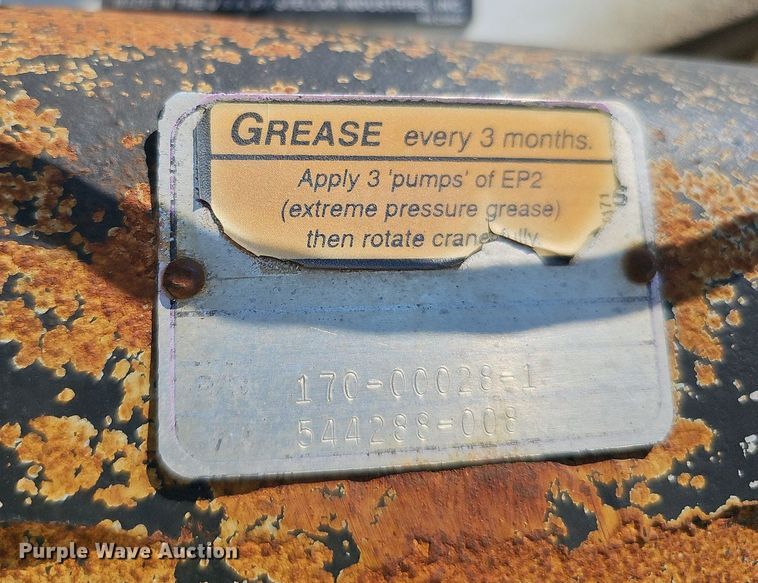 GREASE every 3 months.
Apply 3 'pumps' of EP2
(extreme pressure grease)
then rotate crane fully
170-00028-1
544288-008
Purple Wave Auction